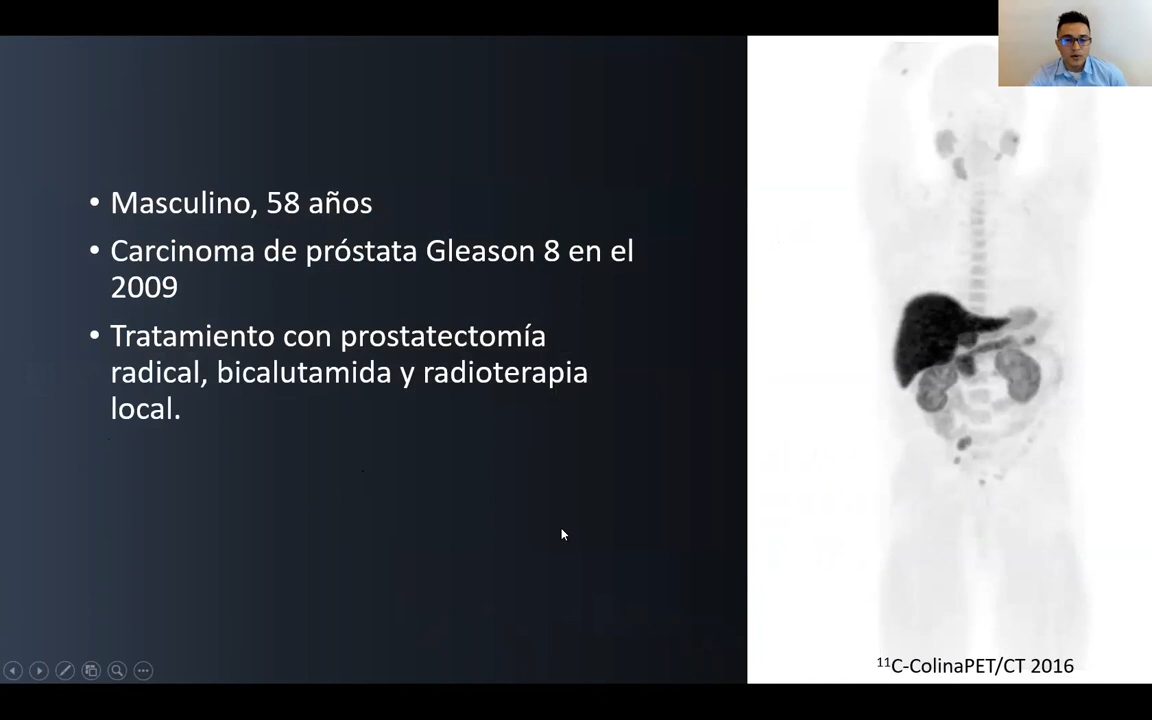 • Masculino, 58 años
• Carcinoma de próstata Gleason 8 en el
2009
• Tratamiento con prostatectomía
radical, bicalutamida y radioterapia
local.
¹¹C-ColinaPET/CT 2016